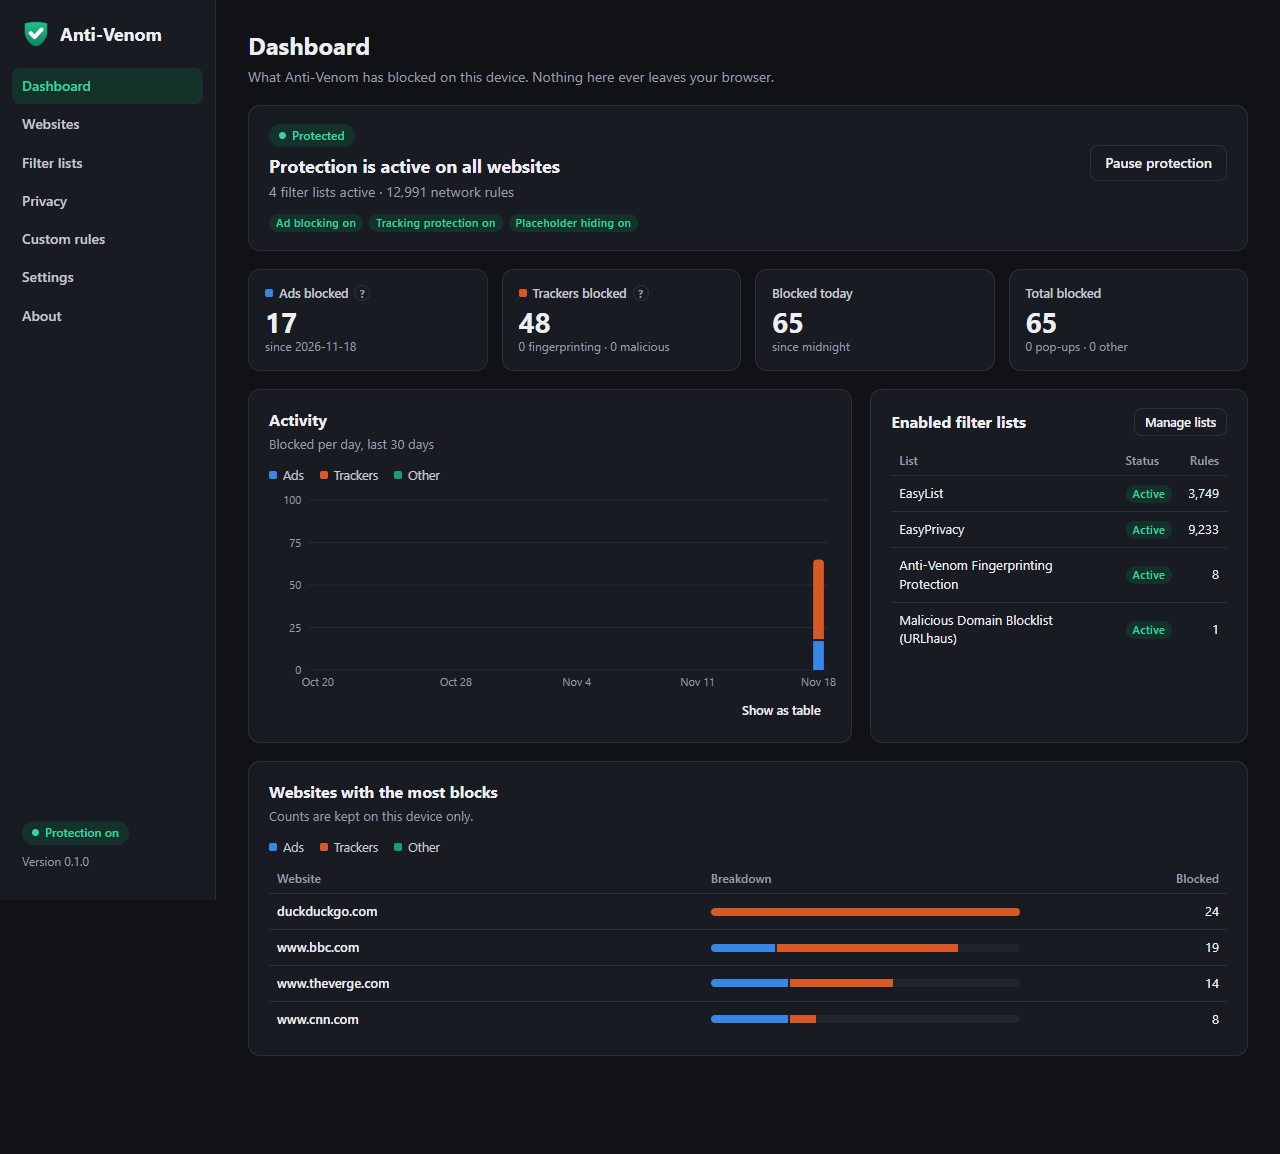 Anti-Venom
Dashboard
Websites
Filter lists
Privacy
Custom rules
Settings
About
Protection on
Version 0.1.0
Dashboard
What Anti-Venom has blocked on this device. Nothing here ever leaves your browser.
Protected
Protection is active on all websites
4 filter lists active · 12,991 network rules
Ad blocking on Tracking protection on Placeholder hiding on
Pause protection
Ads blocked ?
17
since 2026-11-18
Trackers blocked ?
48
0 fingerprinting · 0 malicious
Blocked today
65
since midnight
Total blocked
65
0 pop-ups · 0 other
Activity
Blocked per day, last 30 days
Ads Trackers Other
100
75
50
25
0
Oct 20 Oct 28 Nov 4 Nov 11 Nov 18
Show as table
Enabled filter lists Manage lists
List Status Rules
EasyList Active 3,749
EasyPrivacy Active 9,233
Anti-Venom Fingerprinting
Protection Active 8
Malicious Domain Blocklist
(URLhaus) Active 1
Websites with the most blocks
Counts are kept on this device only.
Ads Trackers Other
Website Breakdown Blocked
duckduckgo.com 24
www.bbc.com 19
www.theverge.com 14
www.cnn.com 8